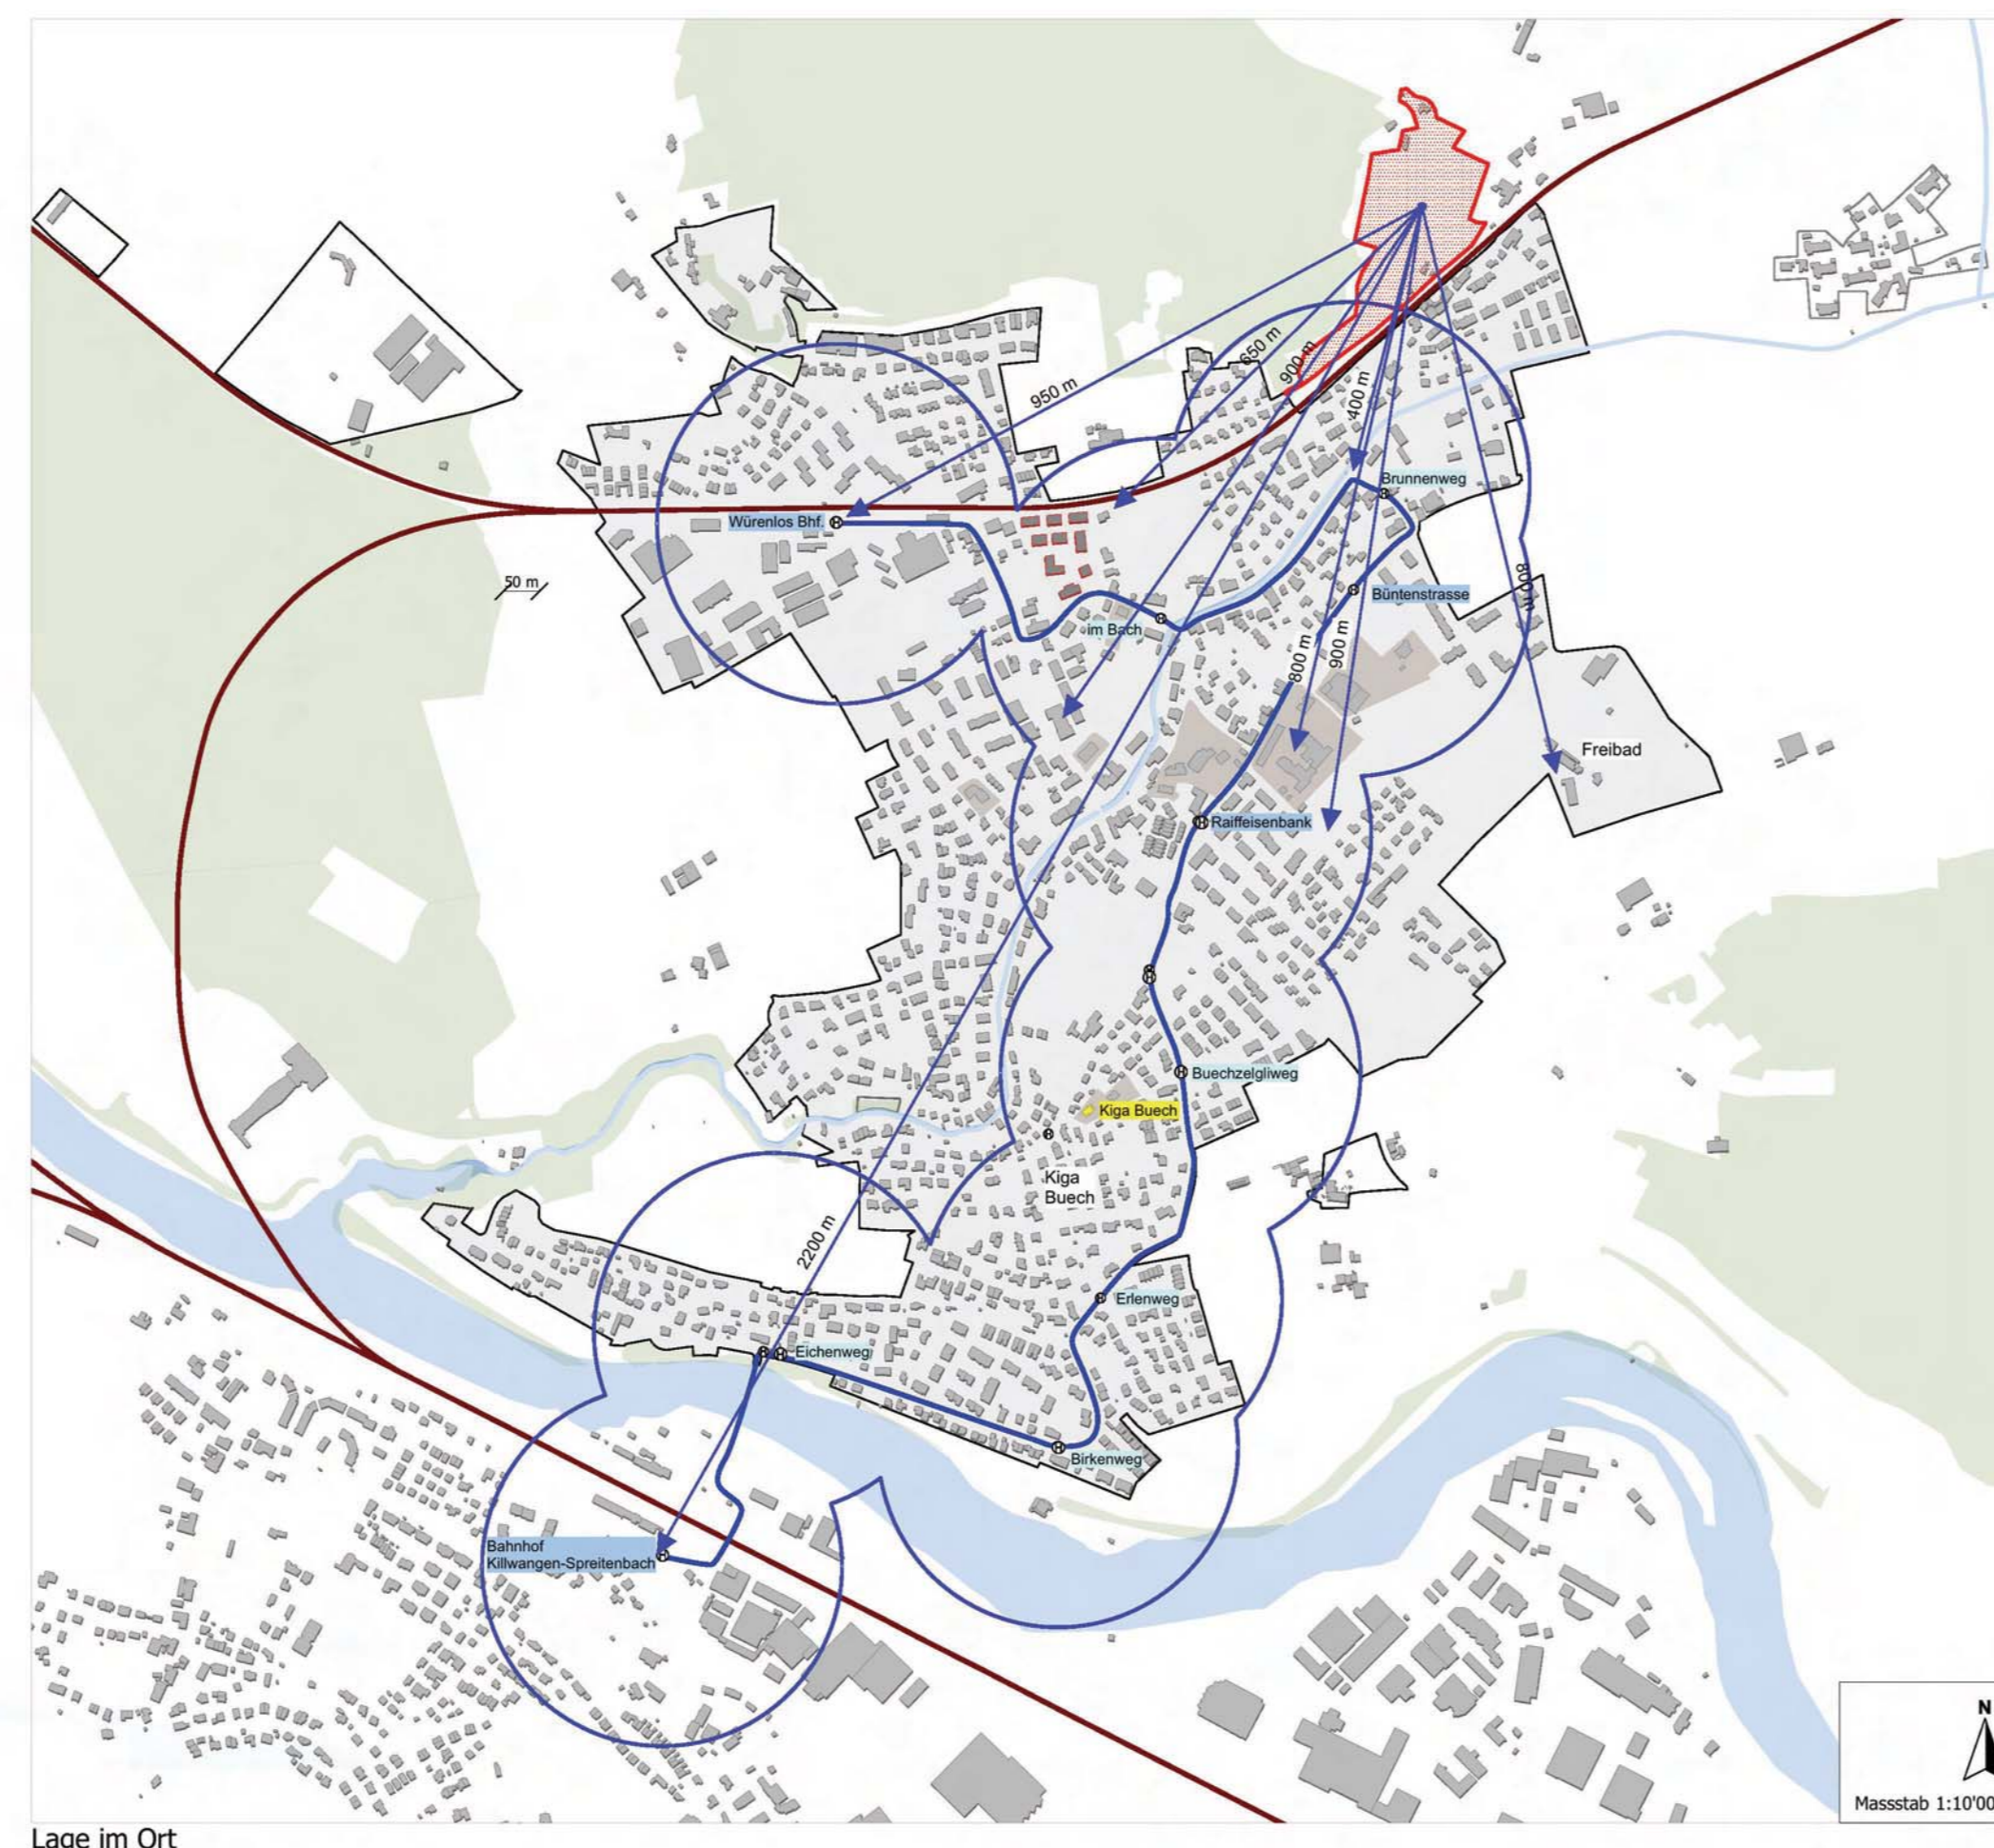 650 m
900 m
950 m
400 m
Brunnenweg
Würenlos Bhf.
50 m
800 m
Büntenstrasse
im Bach
800 m
900 m
Freibad
Raiffeisenbank
Buechzelgliweg
Kiga Buech
Kiga
Buech
2200 m
Erlenweg
Eichenweg
Birkenweg
Bahnhof
Killwangen-Spreitenbach
N
Massstab 1:10'00
Lage im Ort